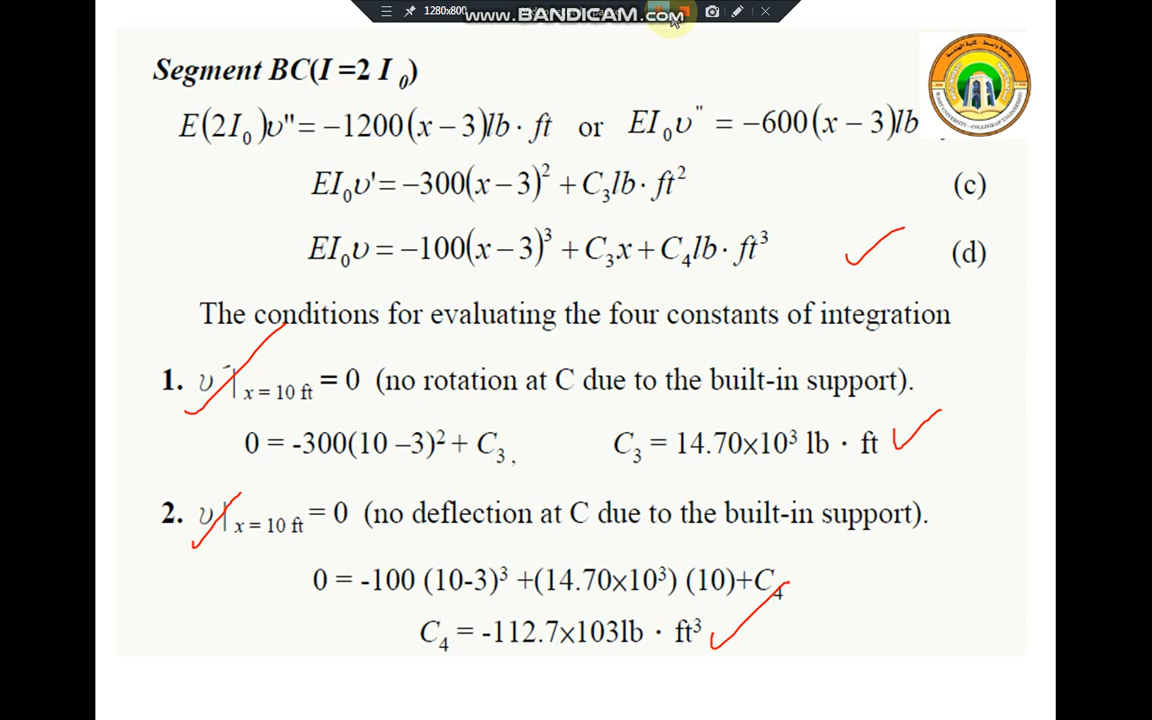 1280x800
www.BANDICAM.com
Segment BC(I =2 I₀)
E(2I₀)υ"= −1200(x − 3)lb · ft or EI₀υ" = −600(x − 3)lb
EI₀υ'= −300(x − 3)² + C₃lb · ft² (c)
EI₀υ = −100(x − 3)³ + C₃x + C₄lb · ft³ (d)
The conditions for evaluating the four constants of integration
1. υ'|ₓ = 10 ft = 0 (no rotation at C due to the built-in support).
0 = -300(10 –3)² + C₃ , C₃ = 14.70×10³ lb · ft
2. υ|ₓ = 10 ft = 0 (no deflection at C due to the built-in support).
0 = -100 (10-3)³ +(14.70×10³) (10)+C₄
C₄ = -112.7×103lb · ft³